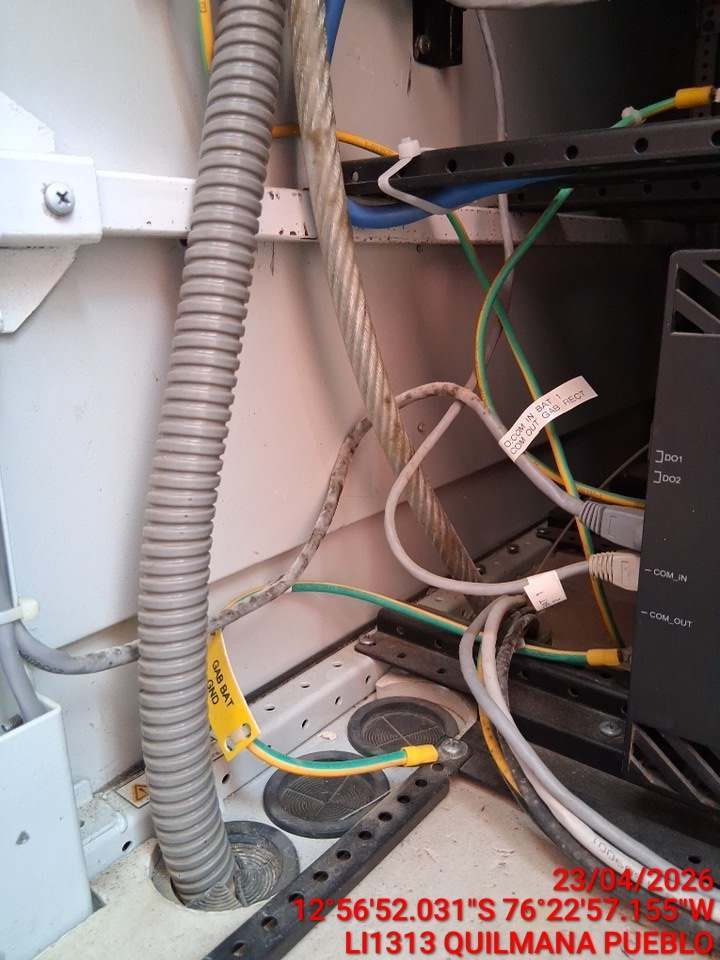 O:COM IN BAT 1
COM OUT GAB RECT
DO1
DO2
COM_IN
COM_OUT
GAB BAT
GND
23/04/2026
12°56'52.031"S 76°22'57.155"W
LI1313 QUILMANA PUEBLO